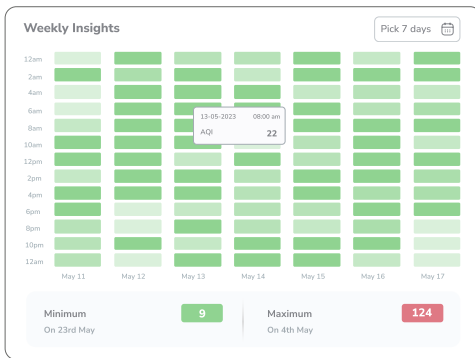 Weekly Insights
Pick 7 days
12am
2am
4am
6am
8am
10am
12pm
2pm
4pm
6pm
8pm
10pm
12am
13-05-2023 08:00 am
AQI 22
May 11 May 12 May 13 May 14 May 15 May 16 May 17
Minimum 9
On 23rd May
Maximum 124
On 4th May